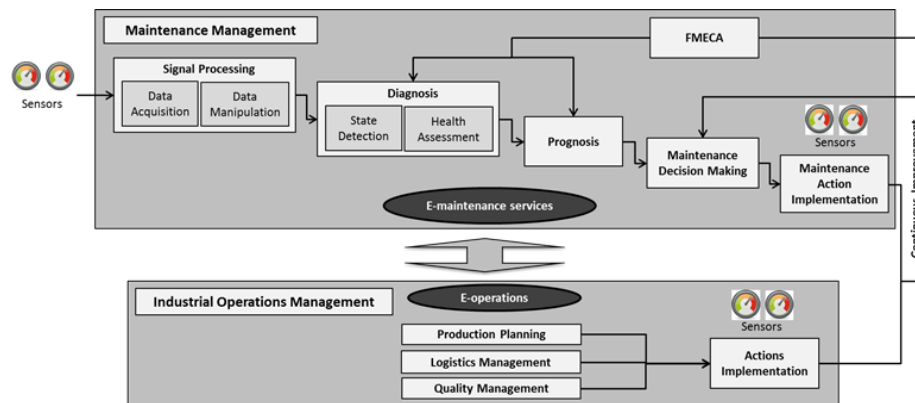 Maintenance Management
FMECA
Signal Processing
Data
Acquisition
Data
Manipulation
Sensors
Diagnosis
State
Detection
Health
Assessment
Prognosis
Sensors
Maintenance
Decision Making
Maintenance
Action
Implementation
E-maintenance services
Continuous Improvement
Industrial Operations Management
E-operations
Sensors
Production Planning
Logistics Management
Quality Management
Actions
Implementation